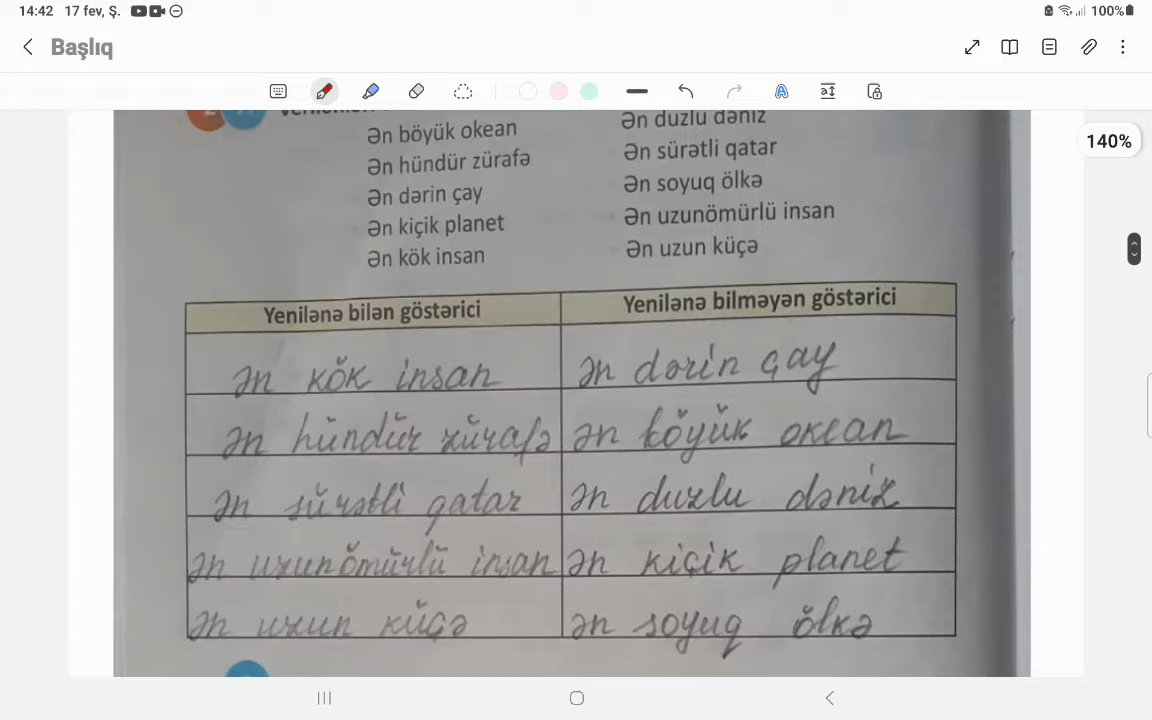 14:42 17 fev, Ş. 100%
Başlıq
140%
Ən böyük okean
Ən hündür zürafə
Ən dərin çay
Ən kiçik planet
Ən kök insan
Ən duzlu dəniz
Ən sürətli qatar
Ən soyuq ölkə
Ən uzunömürlü insan
Ən uzun küçə
Yenilənə bilən göstərici Yenilənə bilməyən göstərici
Ən kök insan Ən dərin çay
Ən hündür zürafə Ən böyük okean
Ən sürətli qatar Ən duzlu dəniz
Ən uzunömürlü insan Ən kiçik planet
Ən uzun küçə Ən soyuq ölkə